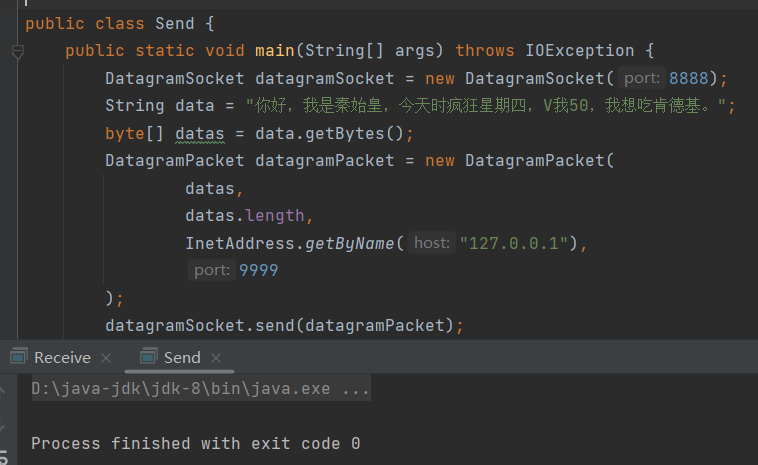 public class Send {
public static void main(String[] args) throws IOException {
DatagramSocket datagramSocket = new DatagramSocket( port: 8888);
String data = "你好，我是秦始皇，今天时疯狂星期四，V我50，我想吃肯德基。";
byte[] datas = data.getBytes();
DatagramPacket datagramPacket = new DatagramPacket(
datas,
datas.length,
InetAddress.getByName( host: "127.0.0.1"),
port: 9999
);
datagramSocket.send(datagramPacket);
Receive × Send ×
D:\java-jdk\jdk-8\bin\java.exe ...
Process finished with exit code 0